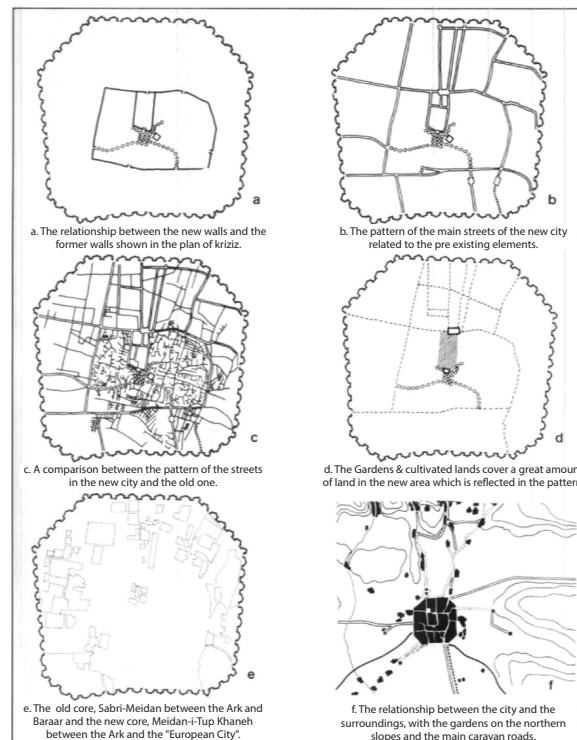 a
a. The relationship between the new walls and the
former walls shown in the plan of kriziz.
b
b. The pattern of the main streets of the new city
related to the pre existing elements.
c
c. A comparison between the pattern of the streets
in the new city and the old one.
d
d. The Gardens & cultivated lands cover a great amoun
of land in the new area which is reflected in the pattern
e
e. The old core, Sabri-Meidan between the Ark and
Baraar and the new core, Meidan-i-Tup Khaneh
between the Ark and the "European City".
f
f. The relationship between the city and the
surroundings, with the gardens on the northern
slopes and the main caravan roads.